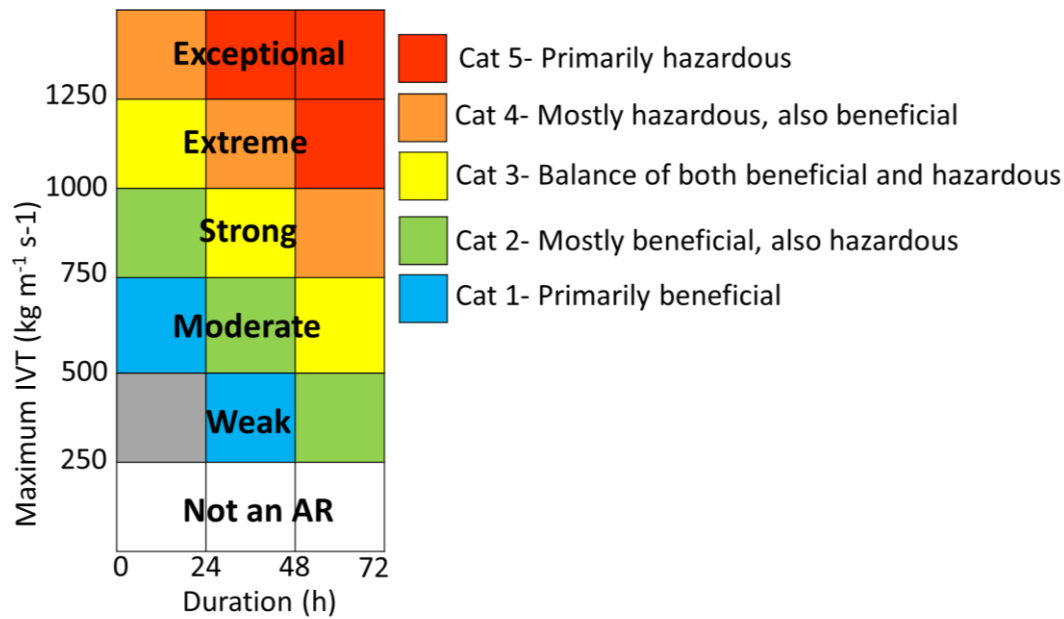 Exceptional
Cat 5- Primarily hazardous
1250
Cat 4- Mostly hazardous, also beneficial
Extreme
Cat 3- Balance of both beneficial and hazardous
1000
Strong
Cat 2- Mostly beneficial, also hazardous
750
Cat 1- Primarily beneficial
Moderate
500
Weak
250
Not an AR
0 24 48 72
Duration (h)
Maximum IVT (kg m⁻¹ s-1)